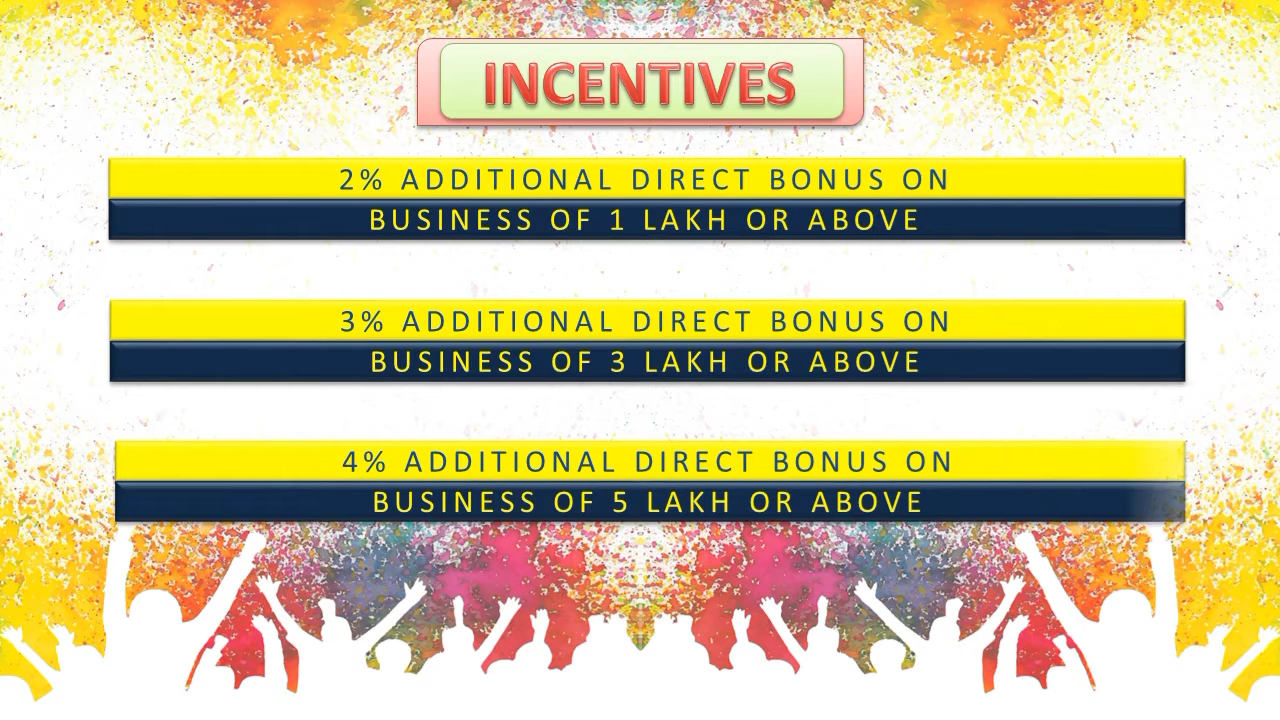 INCENTIVES
2% ADDITIONAL DIRECT BONUS ON
BUSINESS OF 1 LAKH OR ABOVE
3% ADDITIONAL DIRECT BONUS ON
BUSINESS OF 3 LAKH OR ABOVE
4% ADDITIONAL DIRECT BONUS ON
BUSINESS OF 5 LAKH OR ABOVE